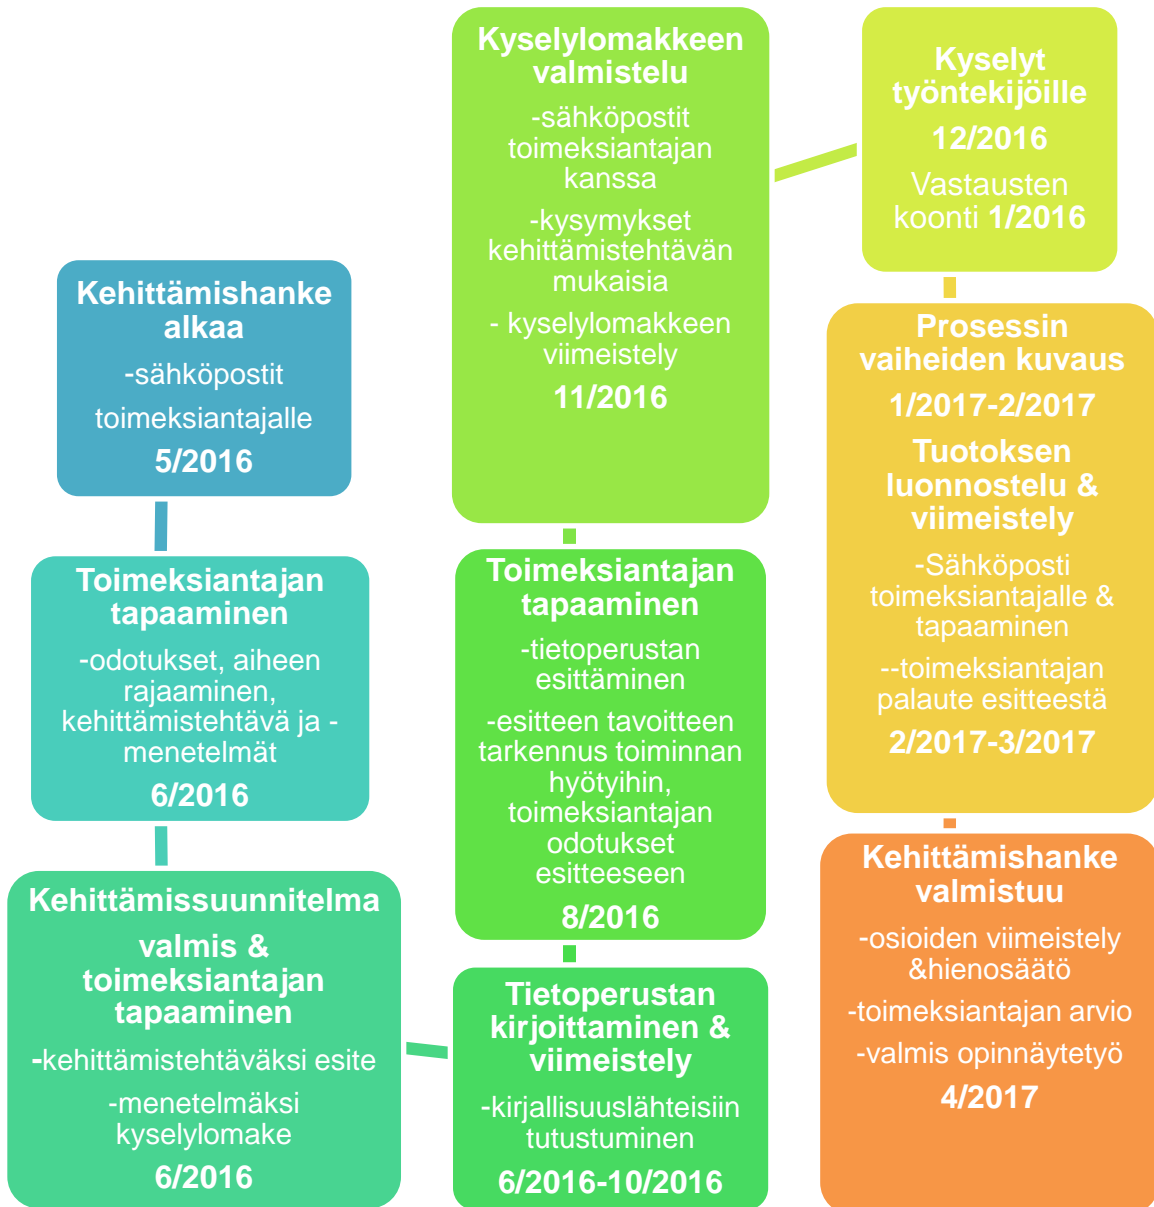 Kehittämishanke
alkaa
-sähköpostit
toimeksiantajalle
5/2016
Toimeksiantajan
tapaaminen
-odotukset, aiheen
rajaaminen,
kehittämistehtävä ja -
menetelmät
6/2016
Kehittämissuunnitelma
valmis &
toimeksiantajan
tapaaminen
-kehittämistehtäväksi esite
-menetelmäksi
kyselylomake
6/2016
Tietoperustan
kirjoittaminen &
viimeistely
-kirjallisuuslähteisiin
tutustuminen
6/2016-10/2016
Toimeksiantajan
tapaaminen
-tietoperustan
esittäminen
-esitteen tavoitteen
tarkennus toiminnan
hyötyihin,
toimeksiantajan
odotukset
esitteeseen
8/2016
Kyselylomakkeen
valmistelu
-sähköpostit
toimeksiantajan
kanssa
-kysymykset
kehittämistehtävän
mukaisia
- kyselylomakkeen
viimeistely
11/2016
Kyselyt
työntekijöille
12/2016
Vastausten
koonti 1/2016
Prosessin
vaiheiden kuvaus
1/2017-2/2017
Tuotoksen
luonnostelu &
viimeistely
-Sähköposti
toimeksiantajalle &
tapaaminen
--toimeksiantajan
palaute esitteestä
2/2017-3/2017
Kehittämishanke
valmistuu
-osioiden viimeistely
&hienosäätö
-toimeksiantajan arvio
-valmis opinnäytetyö
4/2017